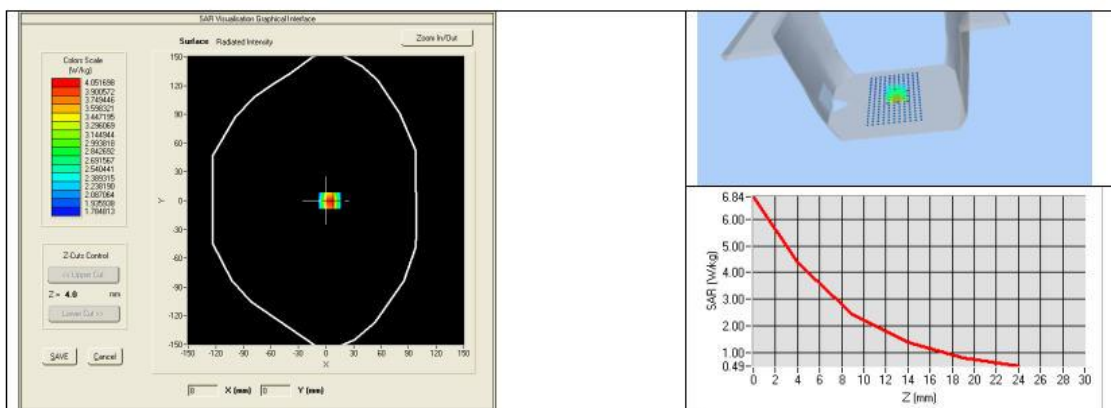 SAR Visualisation Graphical Interface
Surface Radiated Intensity
Zoom In/Out
Colors Scale
(W/kg)
4.051698
3.900572
3.749446
3.598321
3.447195
3.296069
3.144944
2.993818
2.842692
2.691567
2.540441
2.389315
2.238190
2.087064
1.935938
1.784813
150
120
90
60
30
0
-30
-60
-90
-120
-150
Y
-150 -120 -90 -60 -30 0 30 60 90 120 150
X
Z-Cuts Control
<< Upper Cut
Z = 4.0 mm
Lower Cut >>
SAVE Cancel
0 X (mm) 0 Y (mm)
6.84
6.00
5.00
4.00
3.00
2.00
1.00
0.49
SAR (W/kg)
0 2 4 6 8 10 12 14 16 18 20 22 24 26 28 30
Z (mm)